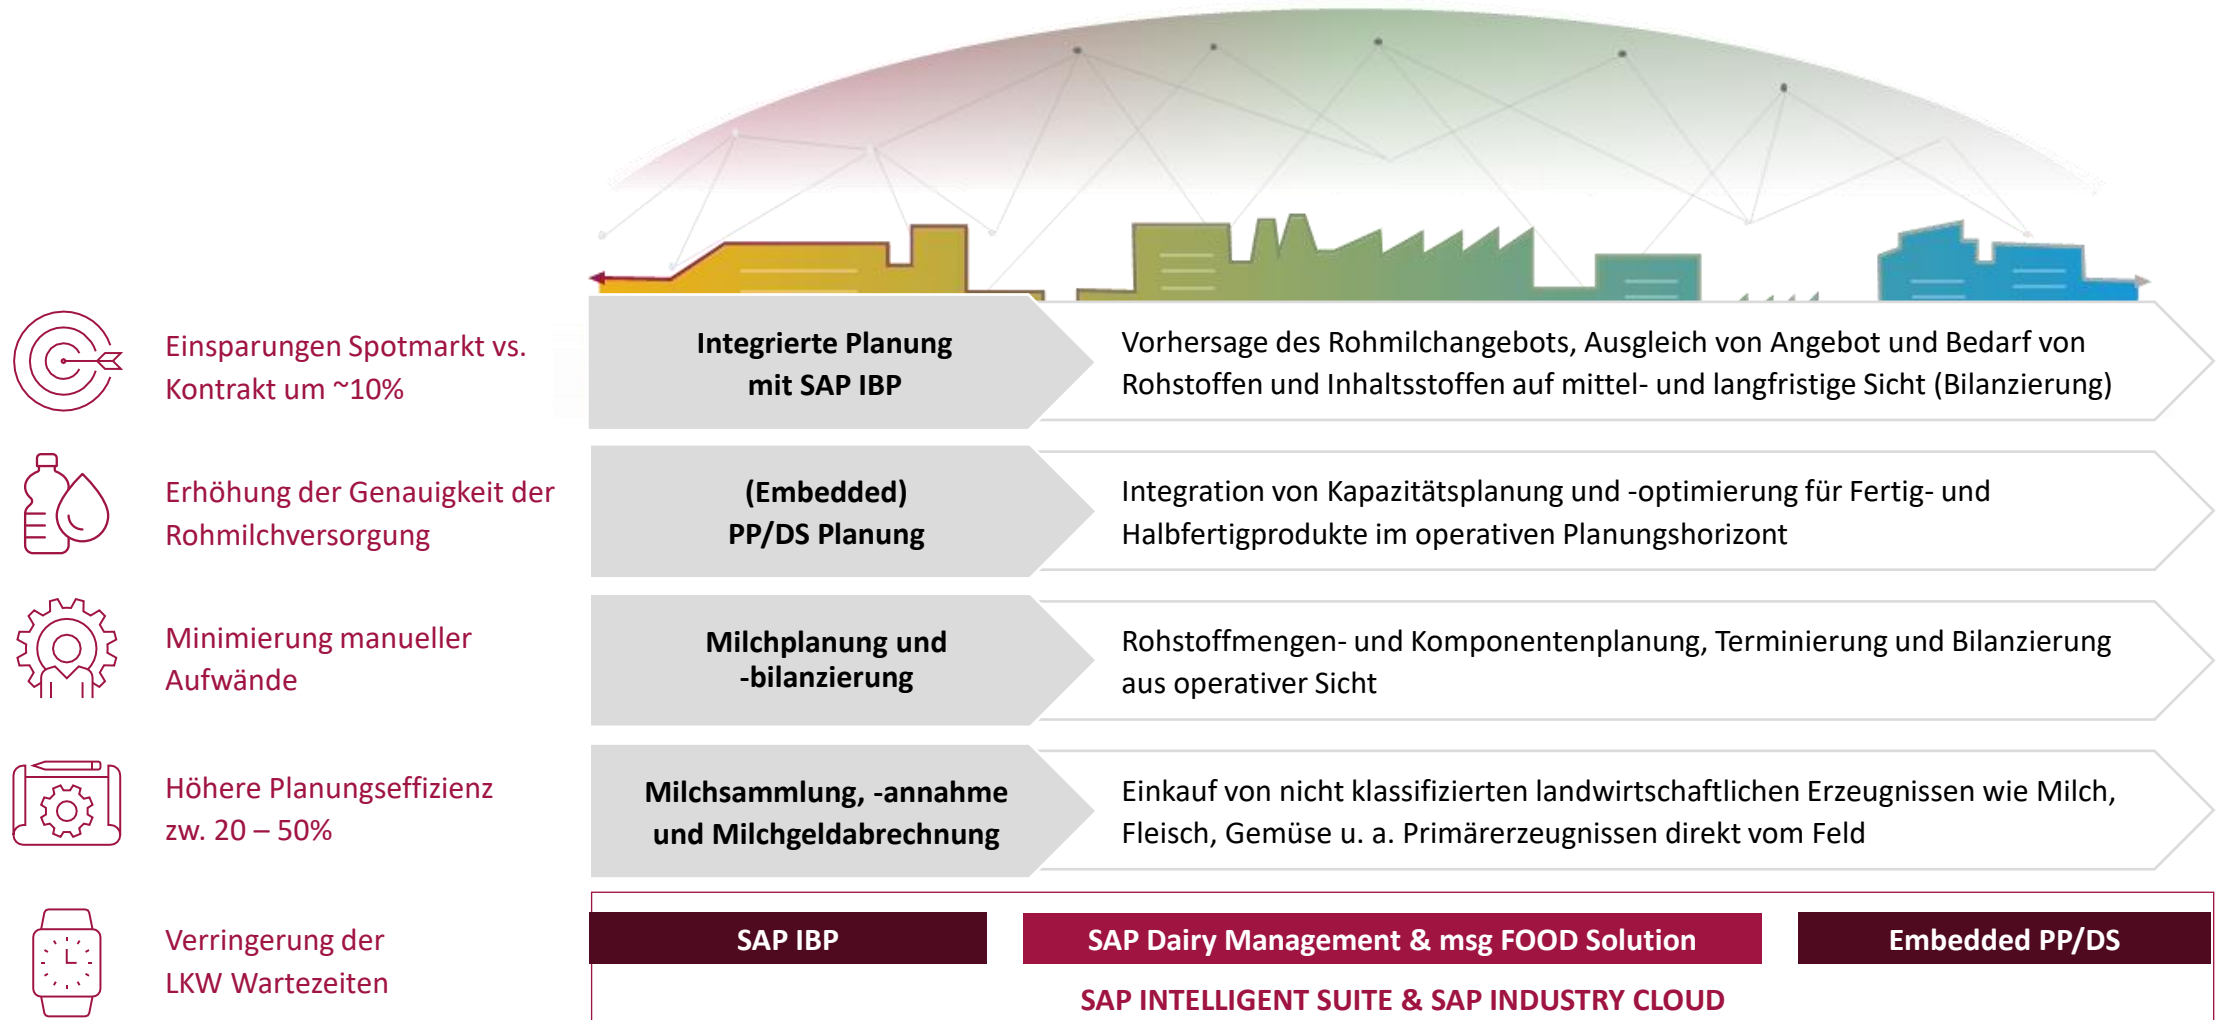 Einsparungen Spotmarkt vs.
Kontrakt um ~10%
Erhöhung der Genauigkeit der
Rohmilchversorgung
Minimierung manueller
Aufwände
Höhere Planungseffizienz
zw. 20 – 50%
Verringerung der
LKW Wartezeiten
Integrierte Planung
mit SAP IBP
Vorhersage des Rohmilchangebots, Ausgleich von Angebot und Bedarf von
Rohstoffen und Inhaltsstoffen auf mittel- und langfristige Sicht (Bilanzierung)
(Embedded)
PP/DS Planung
Integration von Kapazitätsplanung und -optimierung für Fertig- und
Halbfertigprodukte im operativen Planungshorizont
Milchplanung und
-bilanzierung
Rohstoffmengen- und Komponentenplanung, Terminierung und Bilanzierung
aus operativer Sicht
Milchsammlung, -annahme
und Milchgeldabrechnung
Einkauf von nicht klassifizierten landwirtschaftlichen Erzeugnissen wie Milch,
Fleisch, Gemüse u. a. Primärerzeugnissen direkt vom Feld
SAP IBP
SAP Dairy Management & msg FOOD Solution
Embedded PP/DS
SAP INTELLIGENT SUITE & SAP INDUSTRY CLOUD